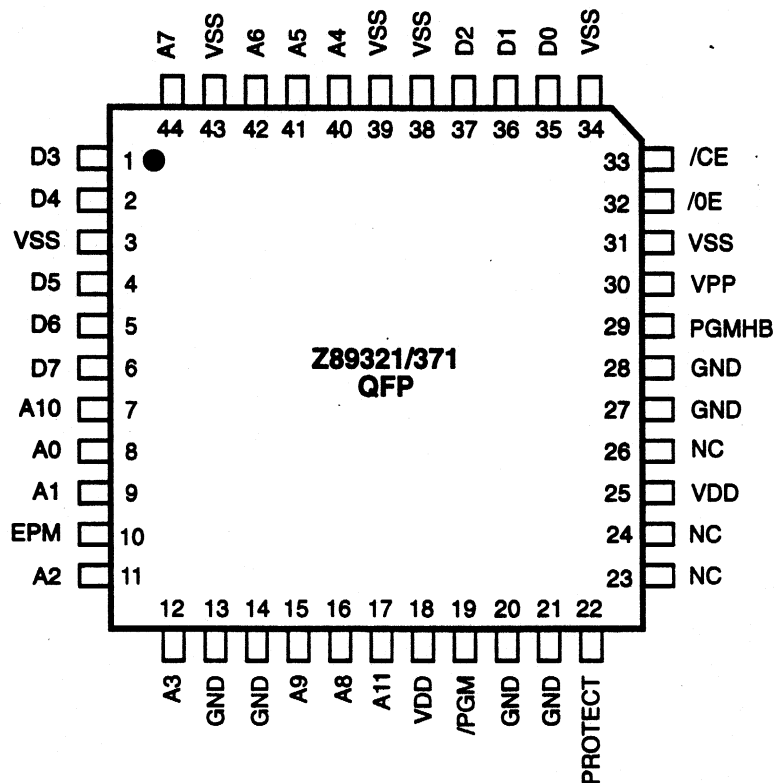 A7 VSS A6 A5 A4 VSS VSS D2 D1 D0 VSS
44 43 42 41 40 39 38 37 36 35 34
D3 1 33 /CE
D4 2 32 /0E
VSS 3 31 VSS
D5 4 30 VPP
D6 5 29 PGMHB
Z89321/371
QFP
D7 6 28 GND
A10 7 27 GND
A0 8 26 NC
A1 9 25 VDD
EPM 10 24 NC
A2 11 23 NC
12 13 14 15 16 17 18 19 20 21 22
A3 GND GND A9 A8 A11 VDD /PGM GND GND PROTECT